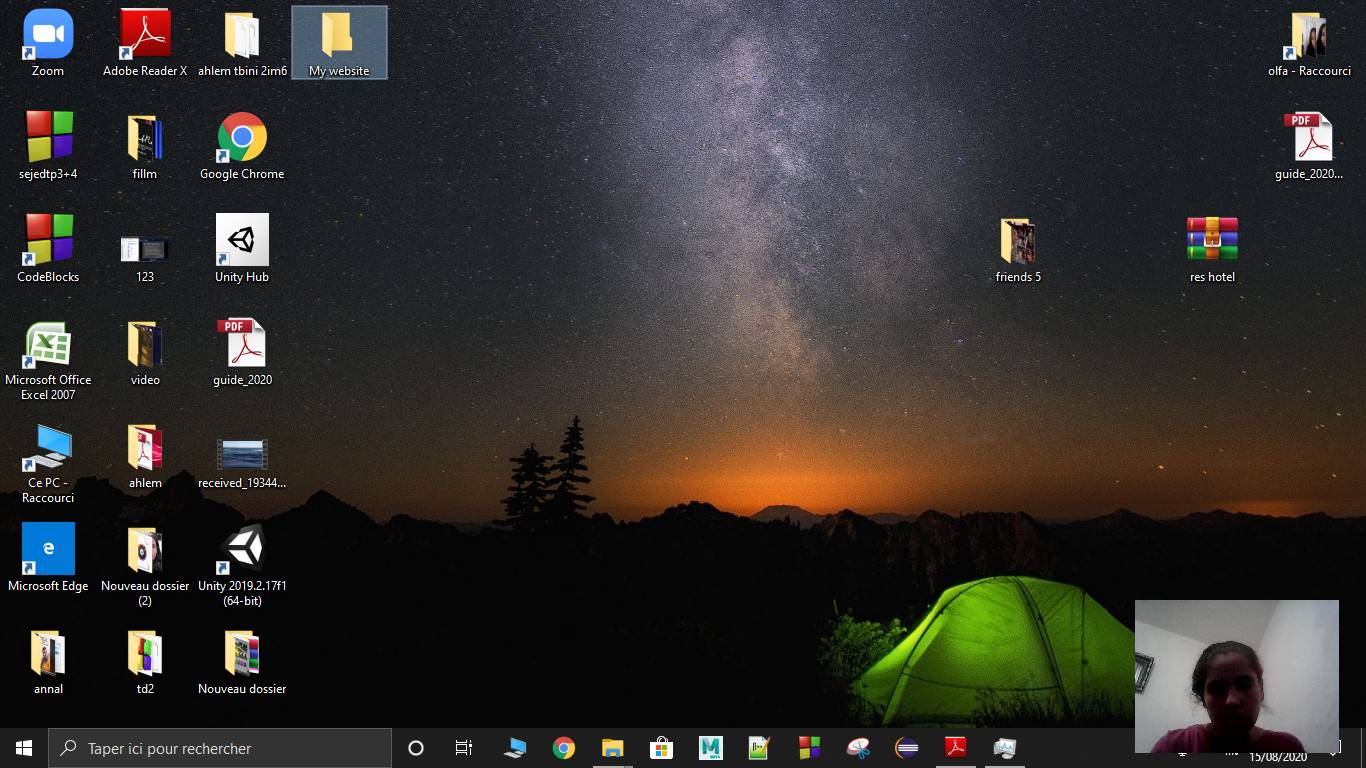 Zoom
Adobe Reader X
ahlem tbini 2im6
My website
olfa - Raccourci
sejedtp3+4
fillm
Google Chrome
PDF
guide_2020...
CodeBlocks
123
Unity Hub
friends 5
res hotel
Microsoft Office
Excel 2007
video
PDF
guide_2020
Ce PC -
Raccourci
ahlem
received_19344...
Microsoft Edge
Nouveau dossier
(2)
Unity 2019.2.17f1
(64-bit)
annal
td2
Nouveau dossier
Taper ici pour rechercher
15/08/2020